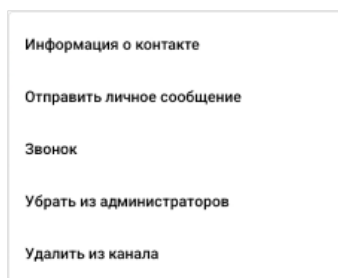 Информация о контакте
Отправить личное сообщение
Звонок
Убрать из администраторов
Удалить из канала